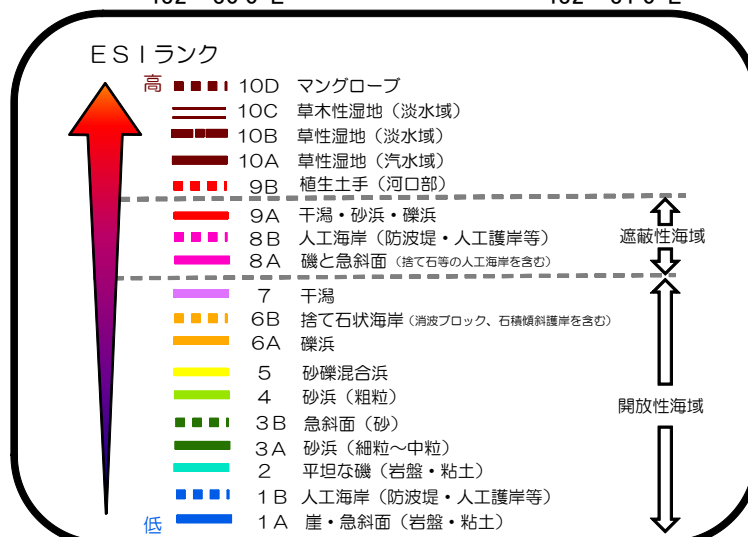 ESIランク
高
10D マングローブ
10C 草木性湿地（淡水域）
10B 草性湿地（淡水域）
10A 草性湿地（汽水域）
9B 植生土手（河口部）
9A 干潟・砂浜・礫浜
8B 人工海岸（防波堤・人工護岸等）
遮蔽性海域
8A 磯と急斜面（捨て石等の人工海岸を含む）
7 干潟
6B 捨て石状海岸（消波ブロック、石積傾斜護岸を含む）
6A 礫浜
5 砂礫混合浜
4 砂浜（粗粒）
開放性海域
3B 急斜面（砂）
3A 砂浜（細粒～中粒）
2 平坦な磯（岩盤・粘土）
1B 人工海岸（防波堤・人工護岸等）
低
1A 崖・急斜面（岩盤・粘土）